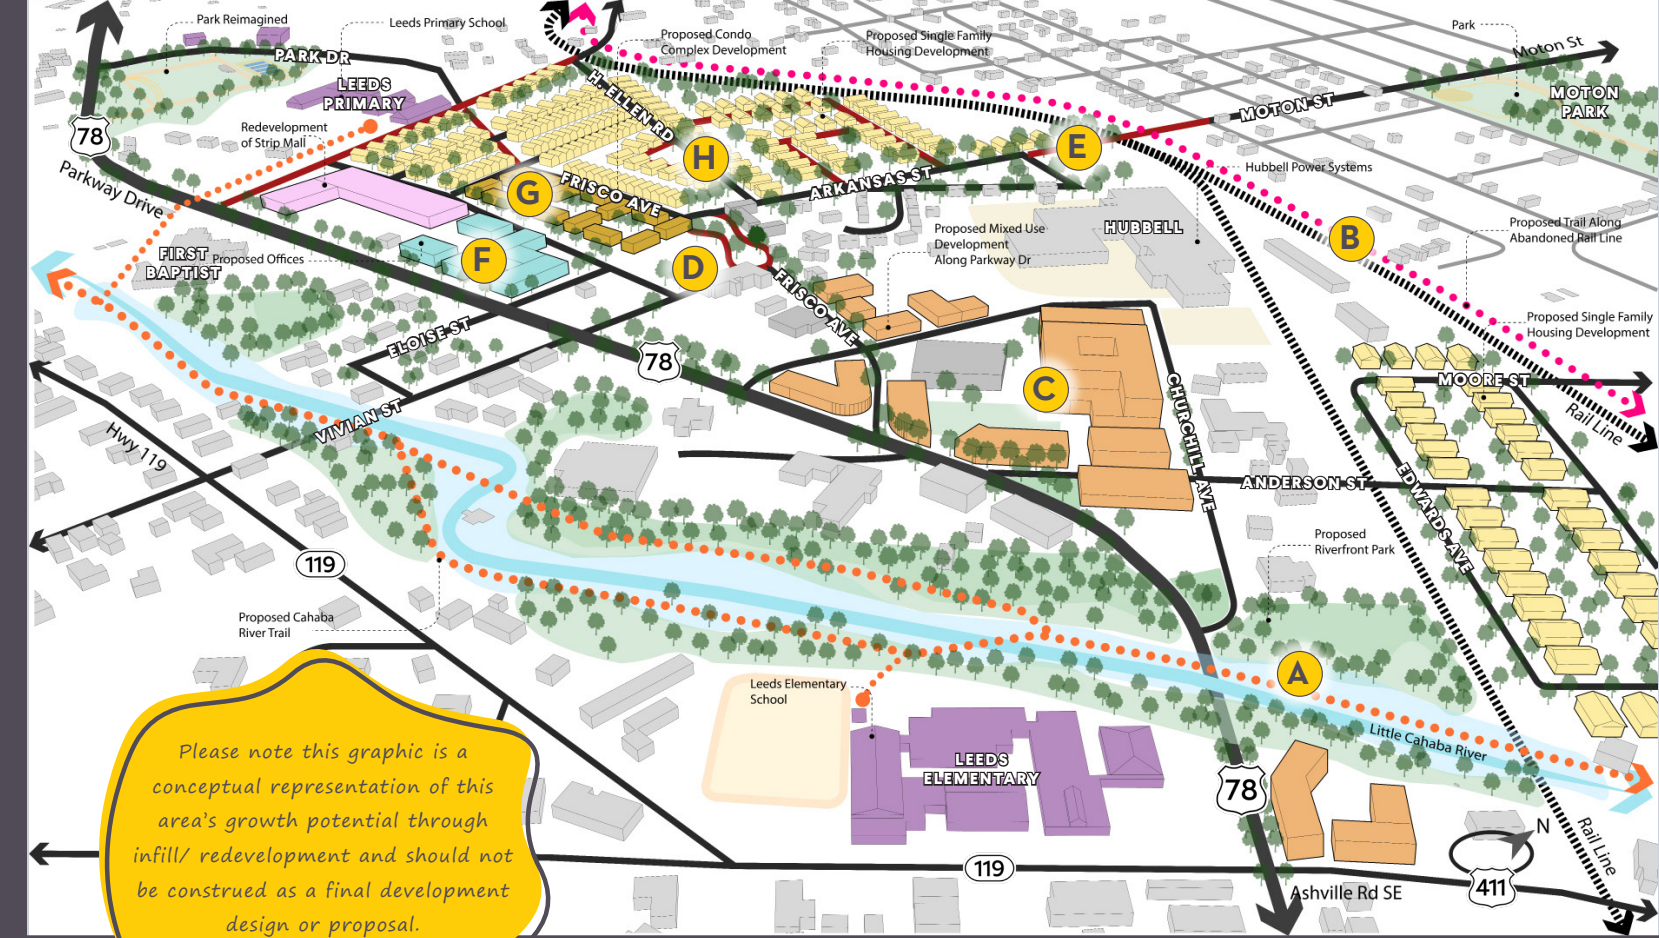 Park Reimagined
Leeds Primary School
PARK DR
LEEDS
PRIMARY
78
Parkway Drive
Redevelopment
of Strip Mall
Proposed Condo
Complex Development
Proposed Single Family
Housing Development
H. ELLEN RD
H
G
FRISCO AVE
ARKANSAS ST
E
MOTON ST
Moton St
Park
MOTON
PARK
Hubbell Power Systems
HUBBELL
B
Proposed Trail Along
Abandoned Rail Line
Proposed Mixed Use
Development
Along Parkway Dr
FIRST
BAPTIST
Proposed Offices
F
D
FRISCO AVE
ELOISE ST
78
Proposed Single Family
Housing Development
MOORE ST
Rail Line
C
CHURCHILL AVE
VIVIAN ST
Hwy 119
ANDERSON ST
EDWARDS AVE
119
Proposed
Riverfront Park
Proposed Cahaba
River Trail
A
Leeds Elementary
School
LEEDS
ELEMENTARY
Little Cahaba River
78
Rail Line
N
119
411
Ashville Rd SE
Please note this graphic is a
conceptual representation of this
area's growth potential through
infill/ redevelopment and should not
be construed as a final development
design or proposal.